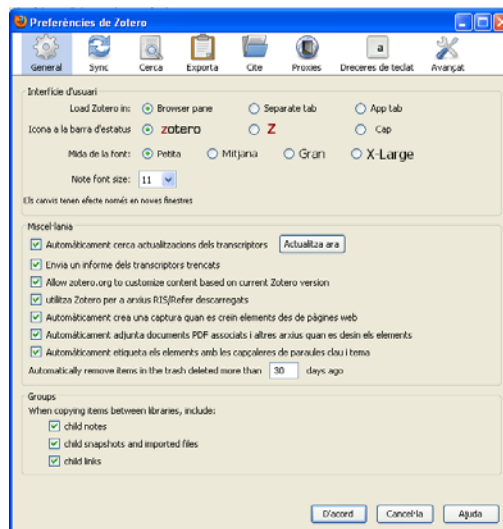 Preferències de Zotero
General Sync Cerca Exporta Cite Proxies Dreceres de teclat Avançat
Interfície d'usuari
Load Zotero in: Browser pane Separate tab App tab
Icona a la barra d'estatus zotero Z Cap
Mida de la font: Petita Mitjana Gran X-Large
Note font size: 11
Els canvis tenen efecte només en noves finestres
Miscel·lania
Automàticament cerca actualitzacions dels transcriptors Actualitza ara
Envia un informe dels transcriptors trencats
Allow zotero.org to customize content based on current Zotero version
utilitza Zotero per a arxius RIS/Refer descarregats
Automàticament crea una captura quan es creïn elements des de pàgines web
Automàticament adjunta documents PDF associats i altres arxius quan es desin els elements
Automàticament etiqueta els elements amb les capçaleres de paraules clau i tema
Automatically remove items in the trash deleted more than 30 days ago
Groups
When copying items between libraries, include:
child notes
child snapshots and imported files
child links
D'acord Cancel·la Ajuda